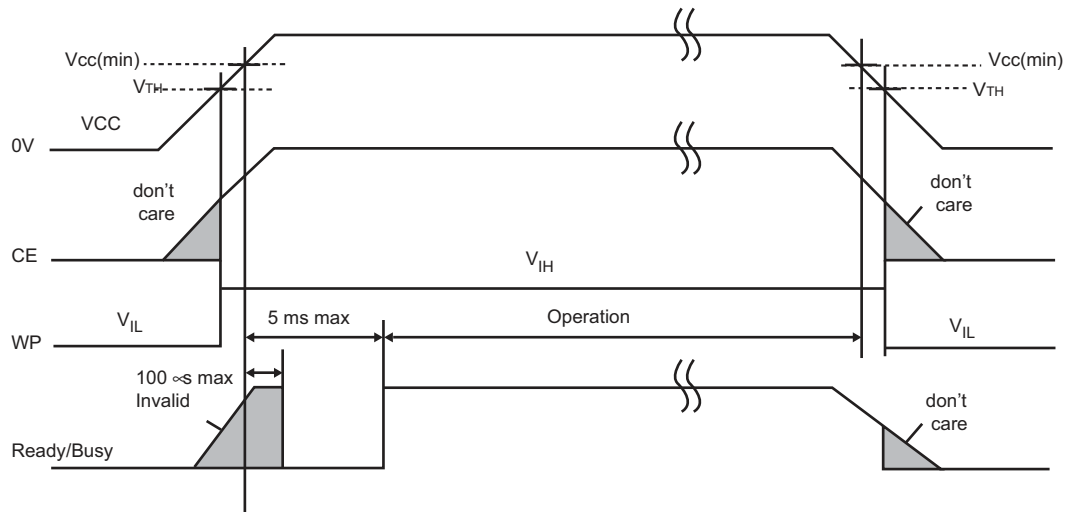 Vcc(min)
Vcc(min)
VTH
VTH
VCC
0V
don't
care
don't
care
CE
VIH
5 ms max
Operation
VIL
VIL
WP
100 ∝s max
Invalid
don't
care
Ready/Busy